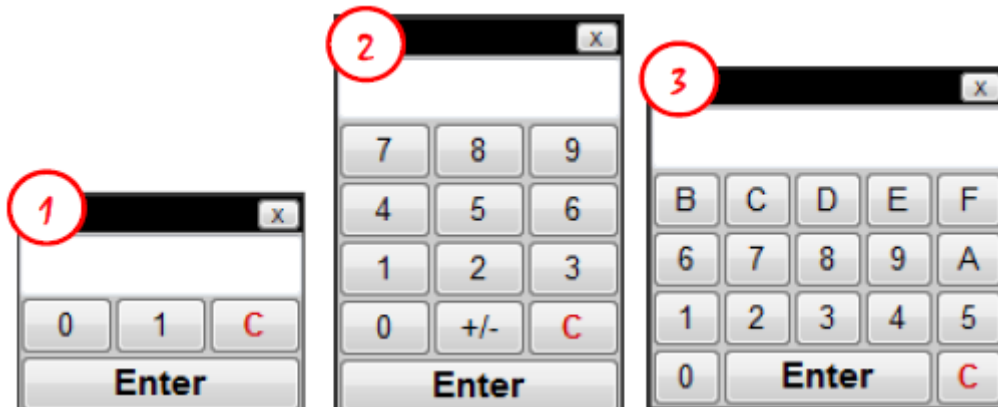 1
x
0 1 C
Enter
2
x
7 8 9
4 5 6
1 2 3
0 +/- C
Enter
3
x
B C D E F
6 7 8 9 A
1 2 3 4 5
0 Enter C